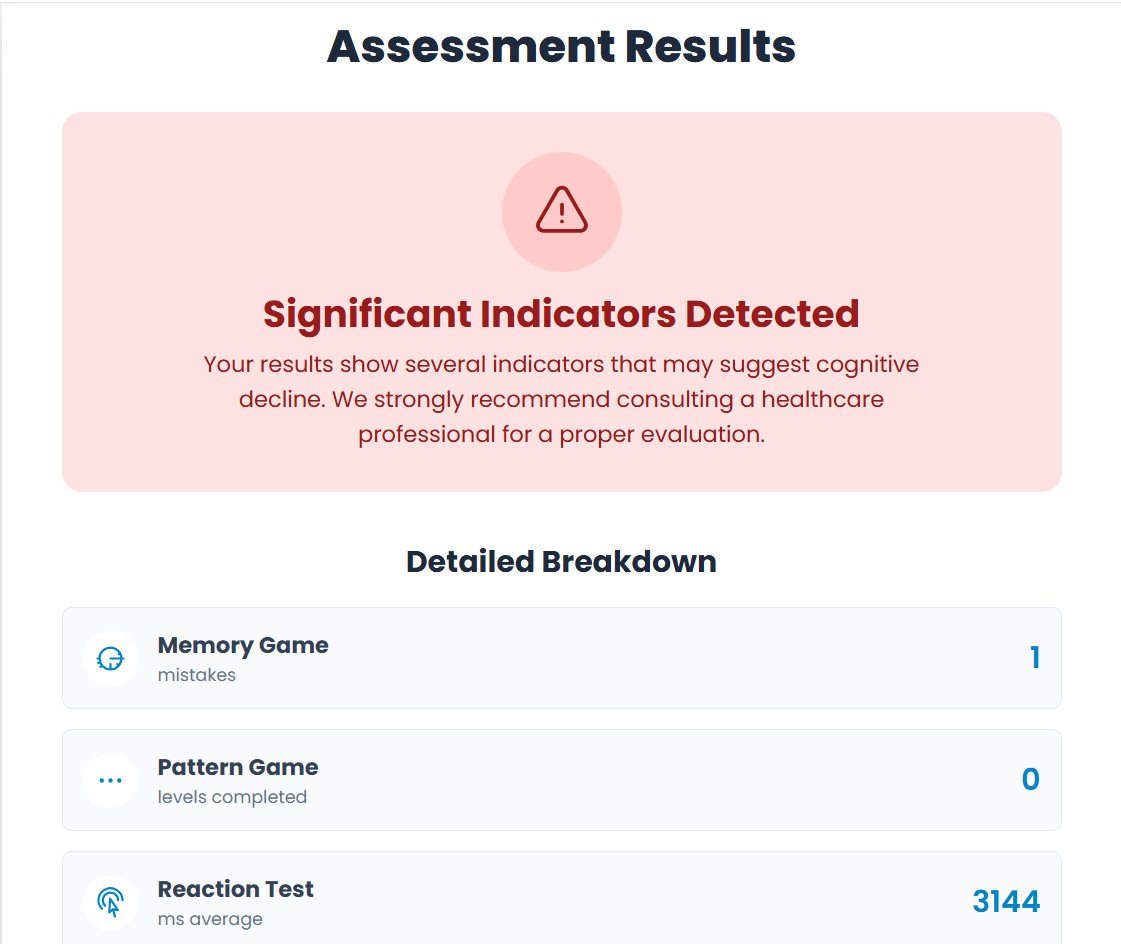 Assessment Results
Significant Indicators Detected
Your results show several indicators that may suggest cognitive
decline. We strongly recommend consulting a healthcare
professional for a proper evaluation.
Detailed Breakdown
Memory Game
mistakes
1
Pattern Game
levels completed
0
Reaction Test
ms average
3144